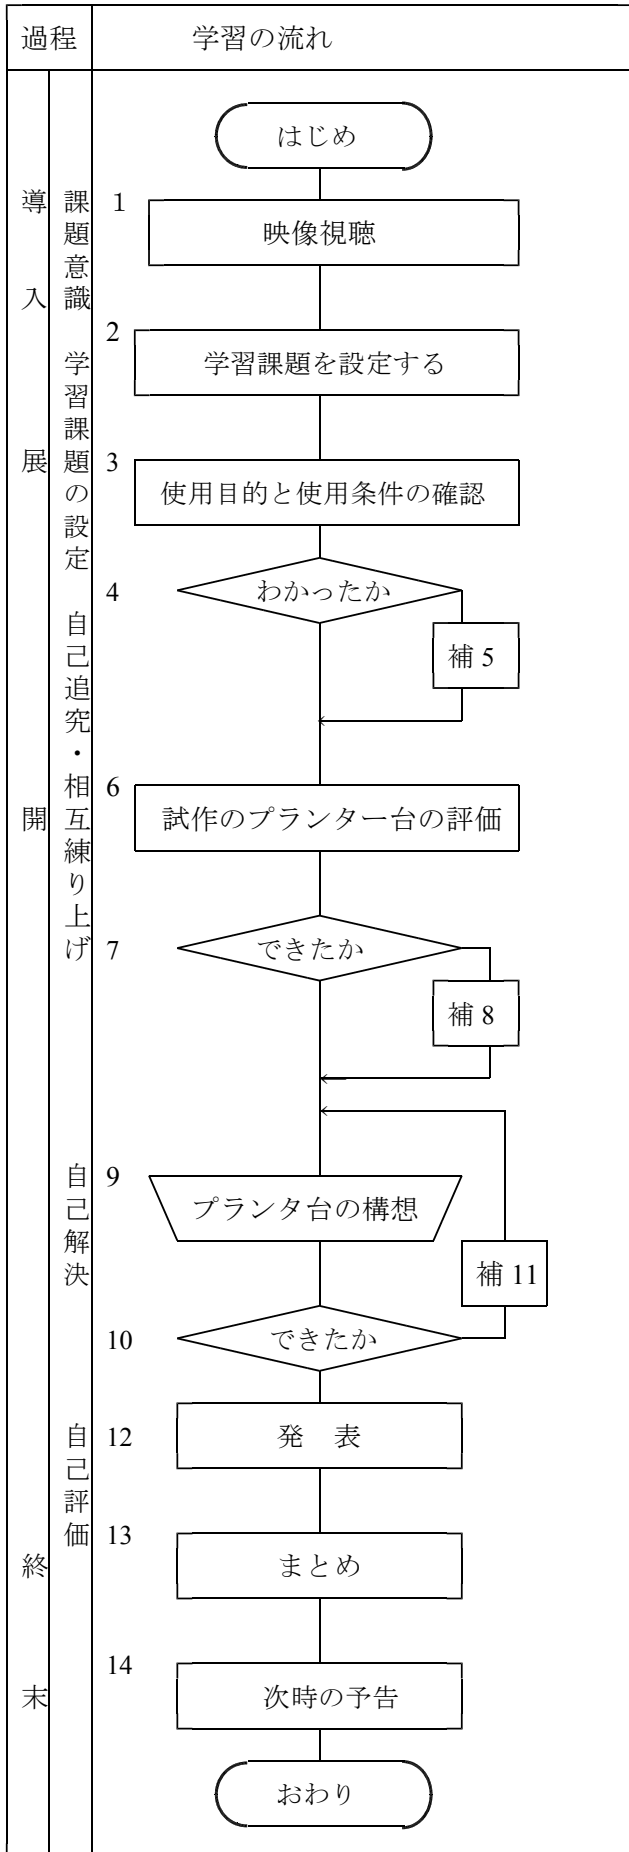 過程 学習の流れ
はじめ
導入
課題意識
1
映像視聴
2
学習課題を設定する
学習課題の設定
展開
3
使用目的と使用条件の確認
4
わかったか
補5
自己追究・相互練り上げ
6
試作のプランター台の評価
7
できたか
補8
自己解決
9
プランタ台の構想
補11
10
できたか
自己評価
12
発 表
13
まとめ
終末
14
次時の予告
おわり